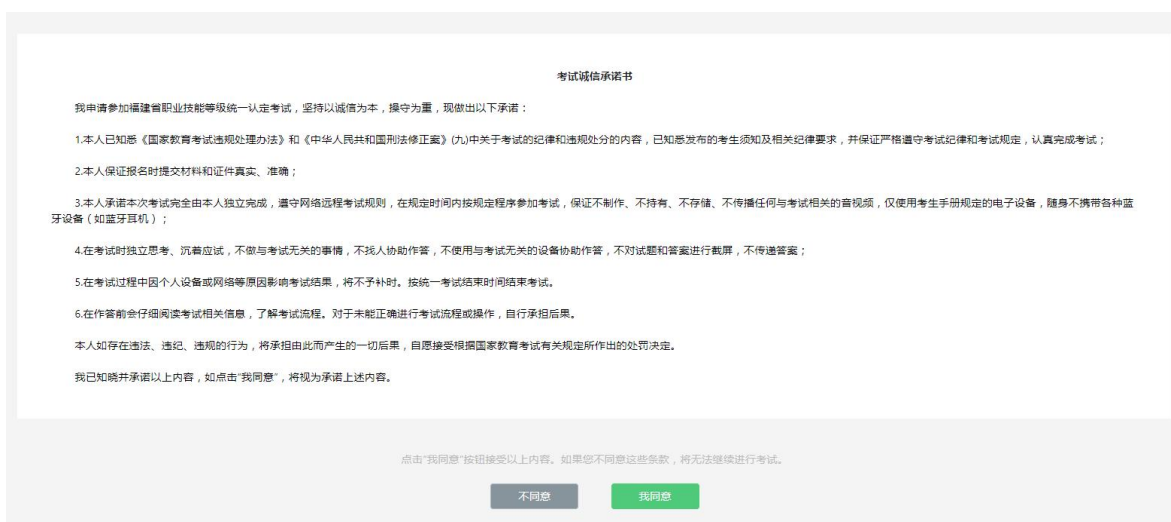 考试诚信承诺书
我申请参加福建省职业技能等级统一认定考试，坚持以诚信为本，操守为重，现做出以下承诺：
1.本人已知悉《国家教育考试违规处理办法》和《中华人民共和国刑法修正案》(九)中关于考试的纪律和违规处分的内容，已知悉发布的考生须知及相关纪律要求，并保证严格遵守考试纪律和考试规定，认真完成考试；
2.本人保证报名时提交材料和证件真实、准确；
3.本人承诺本次考试完全由本人独立完成，遵守网络远程考试规则，在规定时间内按规定程序参加考试，保证不制作、不持有、不存储、不传播任何与考试相关的音视频，仅使用考生手册规定的电子设备，随身不携带各种蓝
牙设备（如蓝牙耳机）；
4.在考试时独立思考、沉着应试，不做与考试无关的事情，不找人协助作答，不使用与考试无关的设备协助作答，不对试题和答案进行截屏，不传递答案；
5.在考试过程中因个人设备或网络等原因影响考试结果，将不予补时。按统一考试结束时间结束考试。
6.在作答前会仔细阅读考试相关信息，了解考试流程。对于未能正确进行考试流程或操作，自行承担后果。
本人如存在违法、违纪、违规的行为，将承担由此而产生的一切后果，自愿接受根据国家教育考试有关规定所作出的处罚决定。
我已知晓并承诺以上内容，如点击“我同意”，将视为承诺上述内容。
点击“我同意”按钮接受以上内容。如果您不同意这些条款，将无法继续进行考试。
不同意 我同意